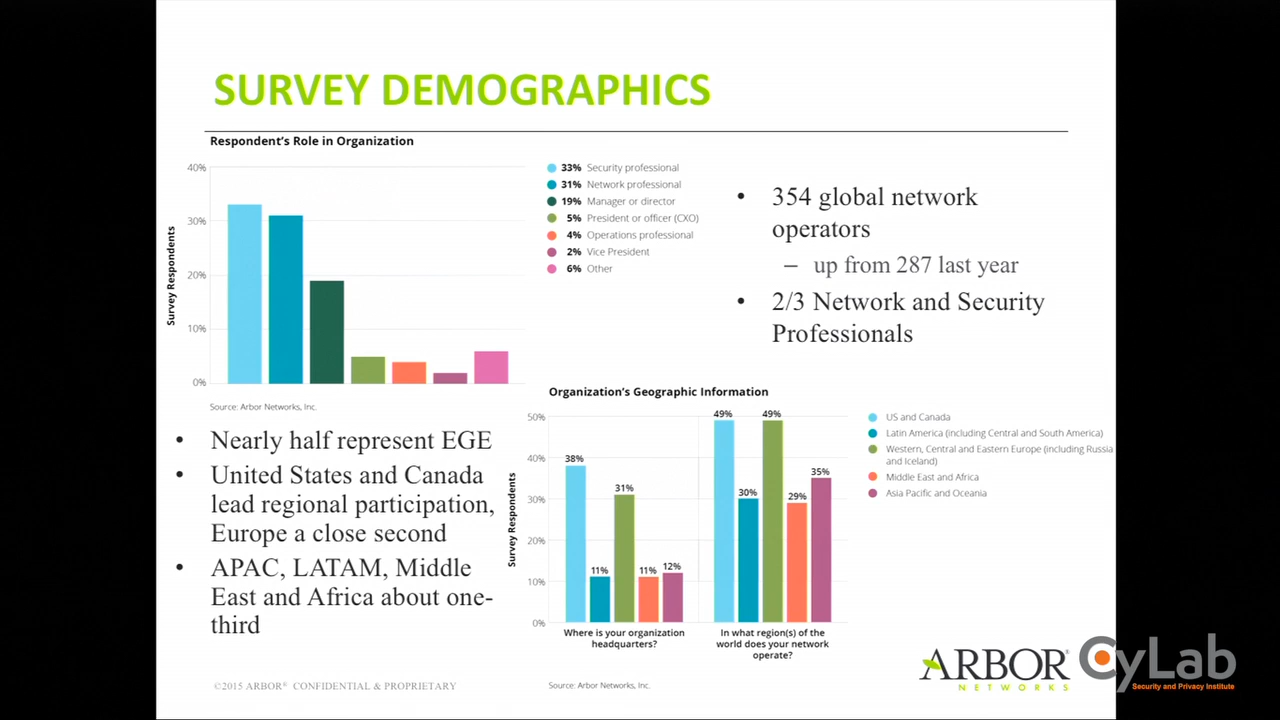 SURVEY DEMOGRAPHICS
Respondent's Role in Organization
Survey Respondents
40%
30%
20%
10%
0%
33% Security professional
31% Network professional
19% Manager or director
5% President or officer (CXO)
4% Operations professional
2% Vice President
6% Other
Source: Arbor Networks, Inc.
• 354 global network
operators
– up from 287 last year
• 2/3 Network and Security
Professionals
• Nearly half represent EGE
• United States and Canada
lead regional participation,
Europe a close second
• APAC, LATAM, Middle
East and Africa about one-
third
Organization's Geographic Information
Survey Respondents
50%
40%
30%
20%
10%
0%
38%
11%
31%
11%
12%
49%
30%
49%
29%
35%
Where is your organization
headquarters?
In what region(s) of the
world does your network
operate?
US and Canada
Latin America (including Central and South America)
Western, Central and Eastern Europe (including Russia
and Iceland)
Middle East and Africa
Asia Pacific and Oceania
Source: Arbor Networks, Inc.
©2015 ARBOR® CONFIDENTIAL & PROPRIETARY
ARBOR®
NETWORKS
CyLab
Security and Privacy Institute